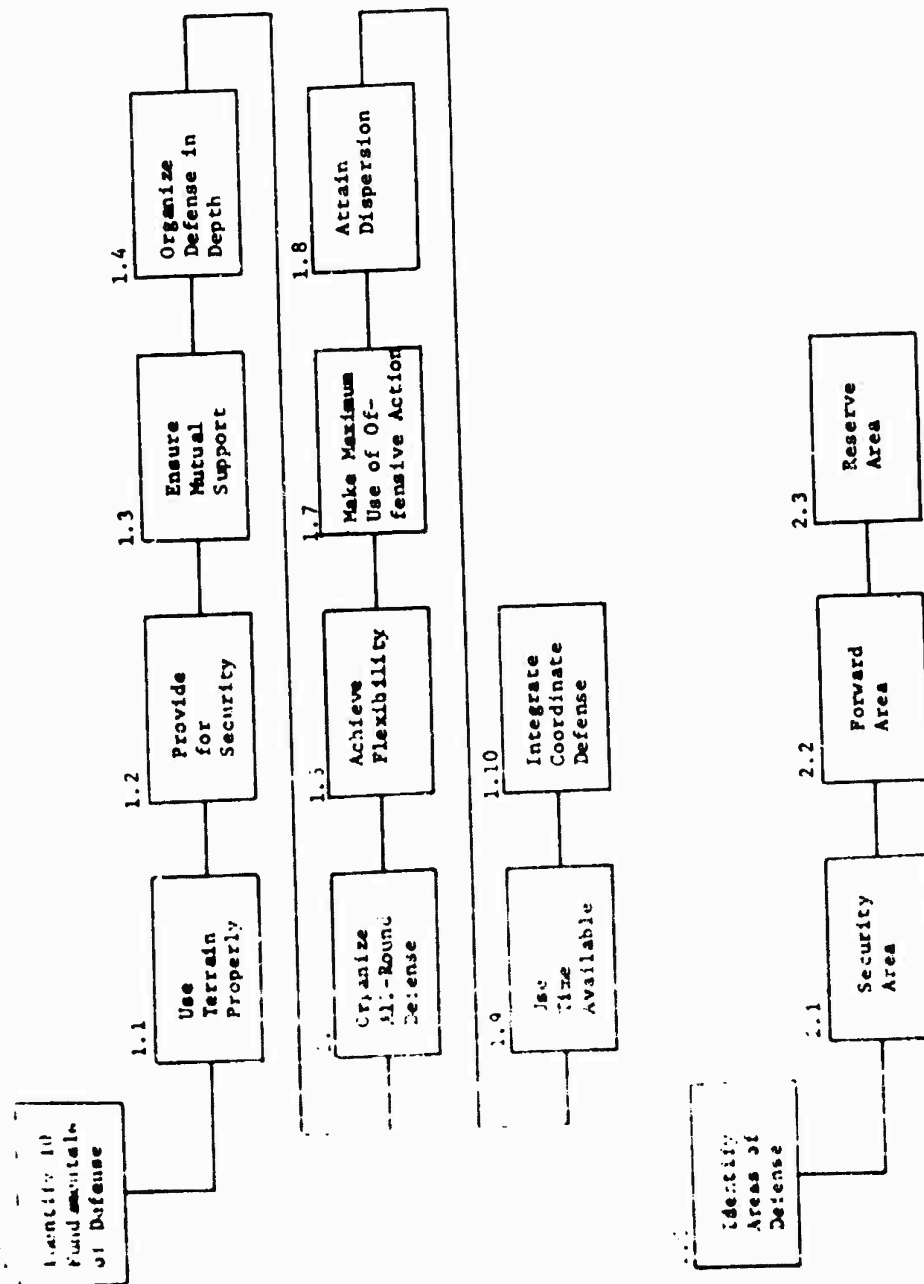 Identify 10
Fundamentals
of Defense
1.1
Use
Terrain
Properly
1.2
Provide
for
Security
1.3
Ensure
Mutual
Support
1.4
Organize
Defense in
Depth
Organize
All-Round
Defense
Achieve
Flexibility
1.7
Make Maximum
Use of Of-
fensive Action
1.8
Attain
Dispersion
1.9
Use
Time
Available
1.10
Integrate
Coordinate
Defense
Identify
Areas of
Defense
2.1
Security
Area
2.2
Forward
Area
2.3
Reserve
Area